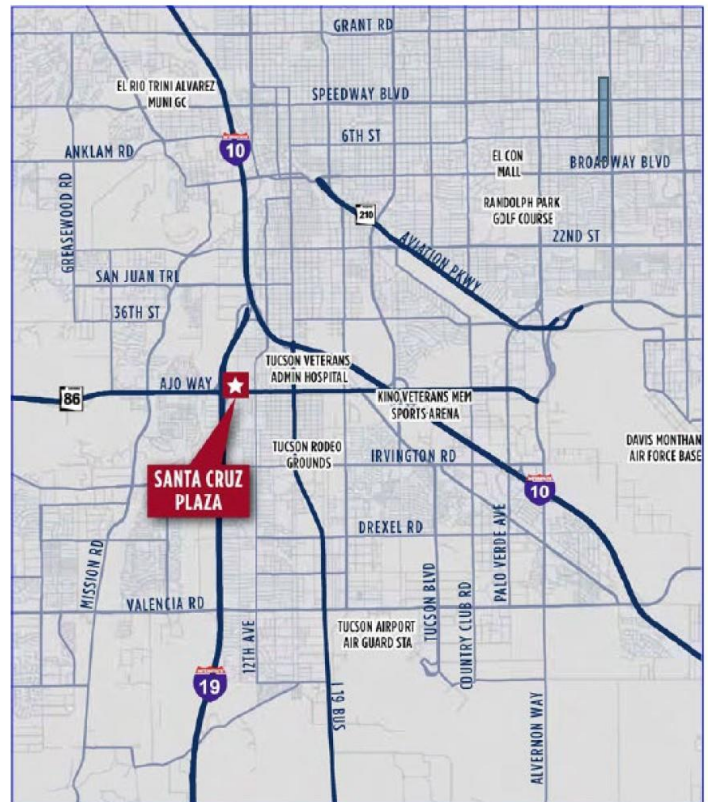 GRANT RD
EL RIO TRINI ALVAREZ
MUNI GC
SPEEDWAY BLVD
6TH ST
ANKLAM RD
10
EL CON
MALL
BROADWAY BLVD
GREASEWOOD RD
210
RANDOLPH PARK
GOLF COURSE
AVIATION PKWY
22ND ST
SAN JUAN TRL
36TH ST
TUCSON VETERANS
ADMIN HOSPITAL
AJO WAY
86
KINO VETERANS MEM
SPORTS ARENA
TUCSON RODEO
GROUNDS
IRVINGTON RD
DAVIS MONTHAN
AIR FORCE BASE
SANTA CRUZ
PLAZA
10
DREXEL RD
PALO VERDE AVE
MISSION RD
VALENCIA RD
12TH AVE
TUCSON AIRPORT
AIR GUARD STA
TUCSON BLVD
COUNTRY CLUB RD
19
I 19 BUS
ALVERNON WAY